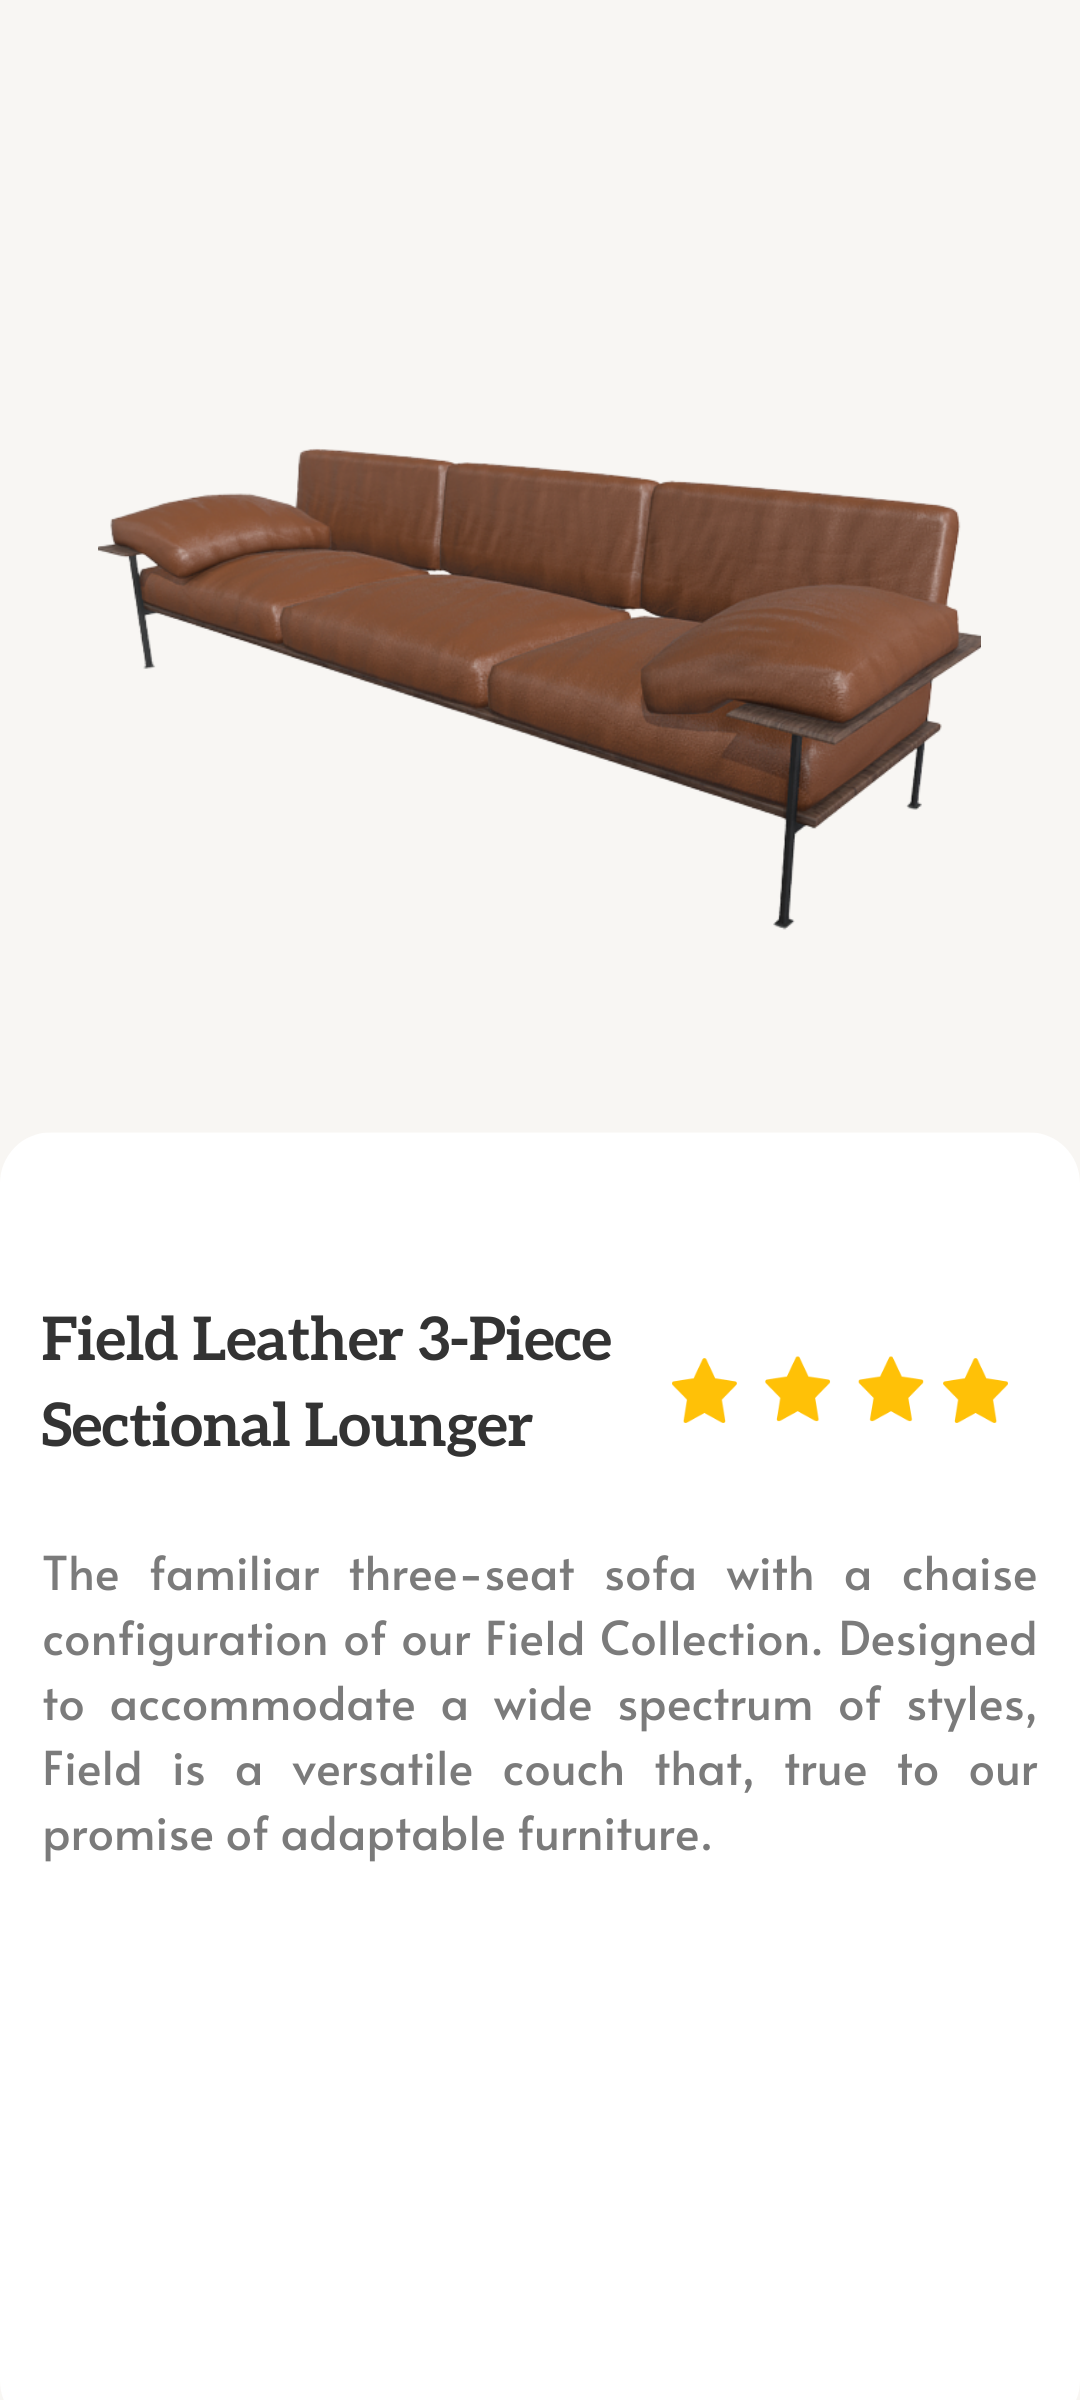 Field Leather 3-Piece
Sectional Lounger
The familiar three-seat sofa with a chaise
configuration of our Field Collection. Designed
to accommodate a wide spectrum of styles,
Field is a versatile couch that, true to our
promise of adaptable furniture.